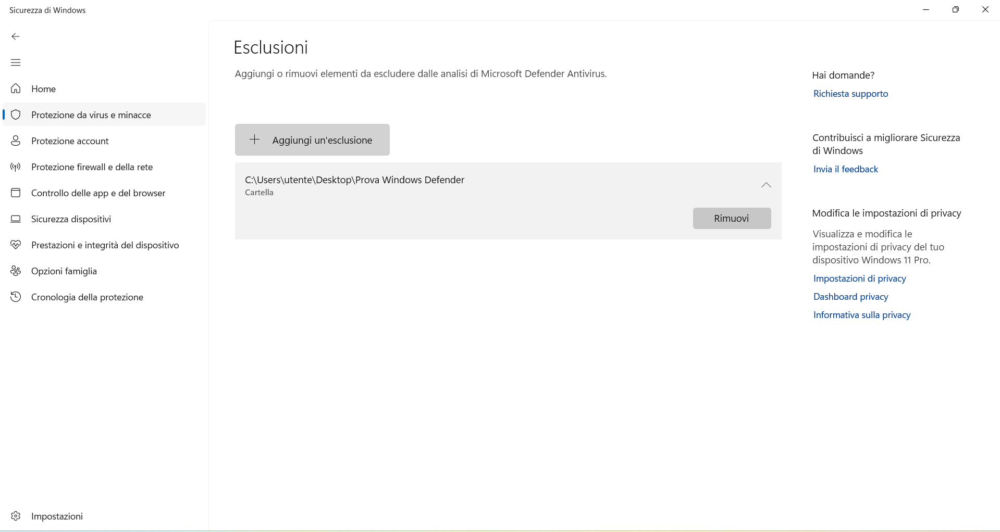 Sicurezza di Windows
Home
Protezione da virus e minacce
Protezione account
Protezione firewall e della rete
Controllo delle app e del browser
Sicurezza dispositivi
Prestazioni e integrità del dispositivo
Opzioni famiglia
Cronologia della protezione
Impostazioni
Esclusioni
Aggiungi o rimuovi elementi da escludere dalle analisi di Microsoft Defender Antivirus.
Aggiungi un'esclusione
C:\Users\utente\Desktop\Prova Windows Defender
Cartella
Rimuovi
Hai domande?
Richiesta supporto
Contribuisci a migliorare Sicurezza
di Windows
Invia il feedback
Modifica le impostazioni di privacy
Visualizza e modifica le
impostazioni di privacy del tuo
dispositivo Windows 11 Pro.
Impostazioni di privacy
Dashboard privacy
Informativa sulla privacy